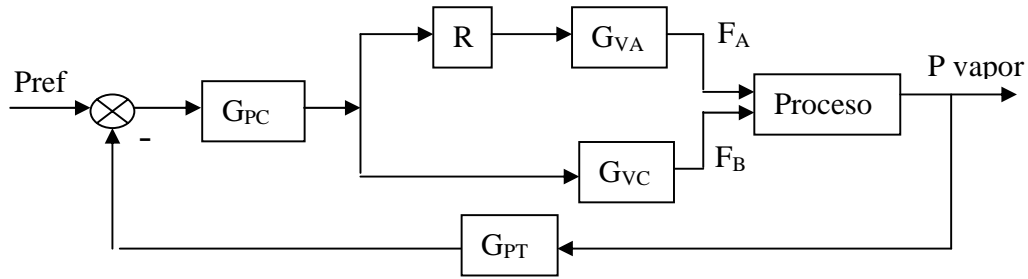 R
G_VA
F_A
P vapor
Pref
G_PC
Proceso
-
G_VC
F_B
G_PT